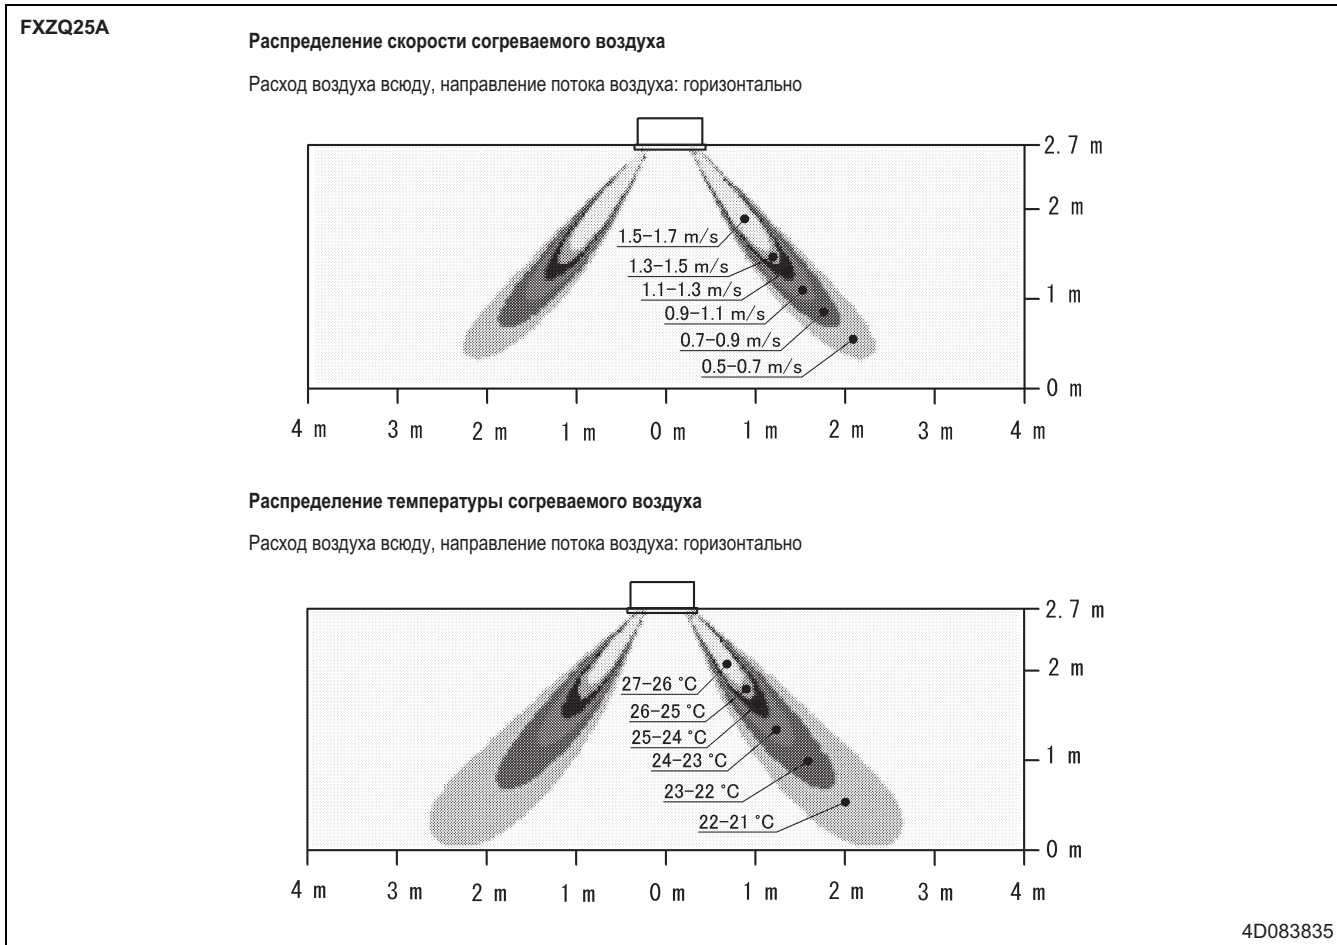 FXZQ25A
Распределение скорости согреваемого воздуха
Расход воздуха всюду, направление потока воздуха: горизонтально
2.7 m
2 m
1.5-1.7 m/s
1.3-1.5 m/s
1.1-1.3 m/s
1 m
0.9-1.1 m/s
0.7-0.9 m/s
0.5-0.7 m/s
0 m
4 m 3 m 2 m 1 m 0 m 1 m 2 m 3 m 4 m
Распределение температуры согреваемого воздуха
Расход воздуха всюду, направление потока воздуха: горизонтально
2.7 m
2 m
27-26 °C
26-25 °C
25-24 °C
24-23 °C
1 m
23-22 °C
22-21 °C
0 m
4 m 3 m 2 m 1 m 0 m 1 m 2 m 3 m 4 m
4D083835